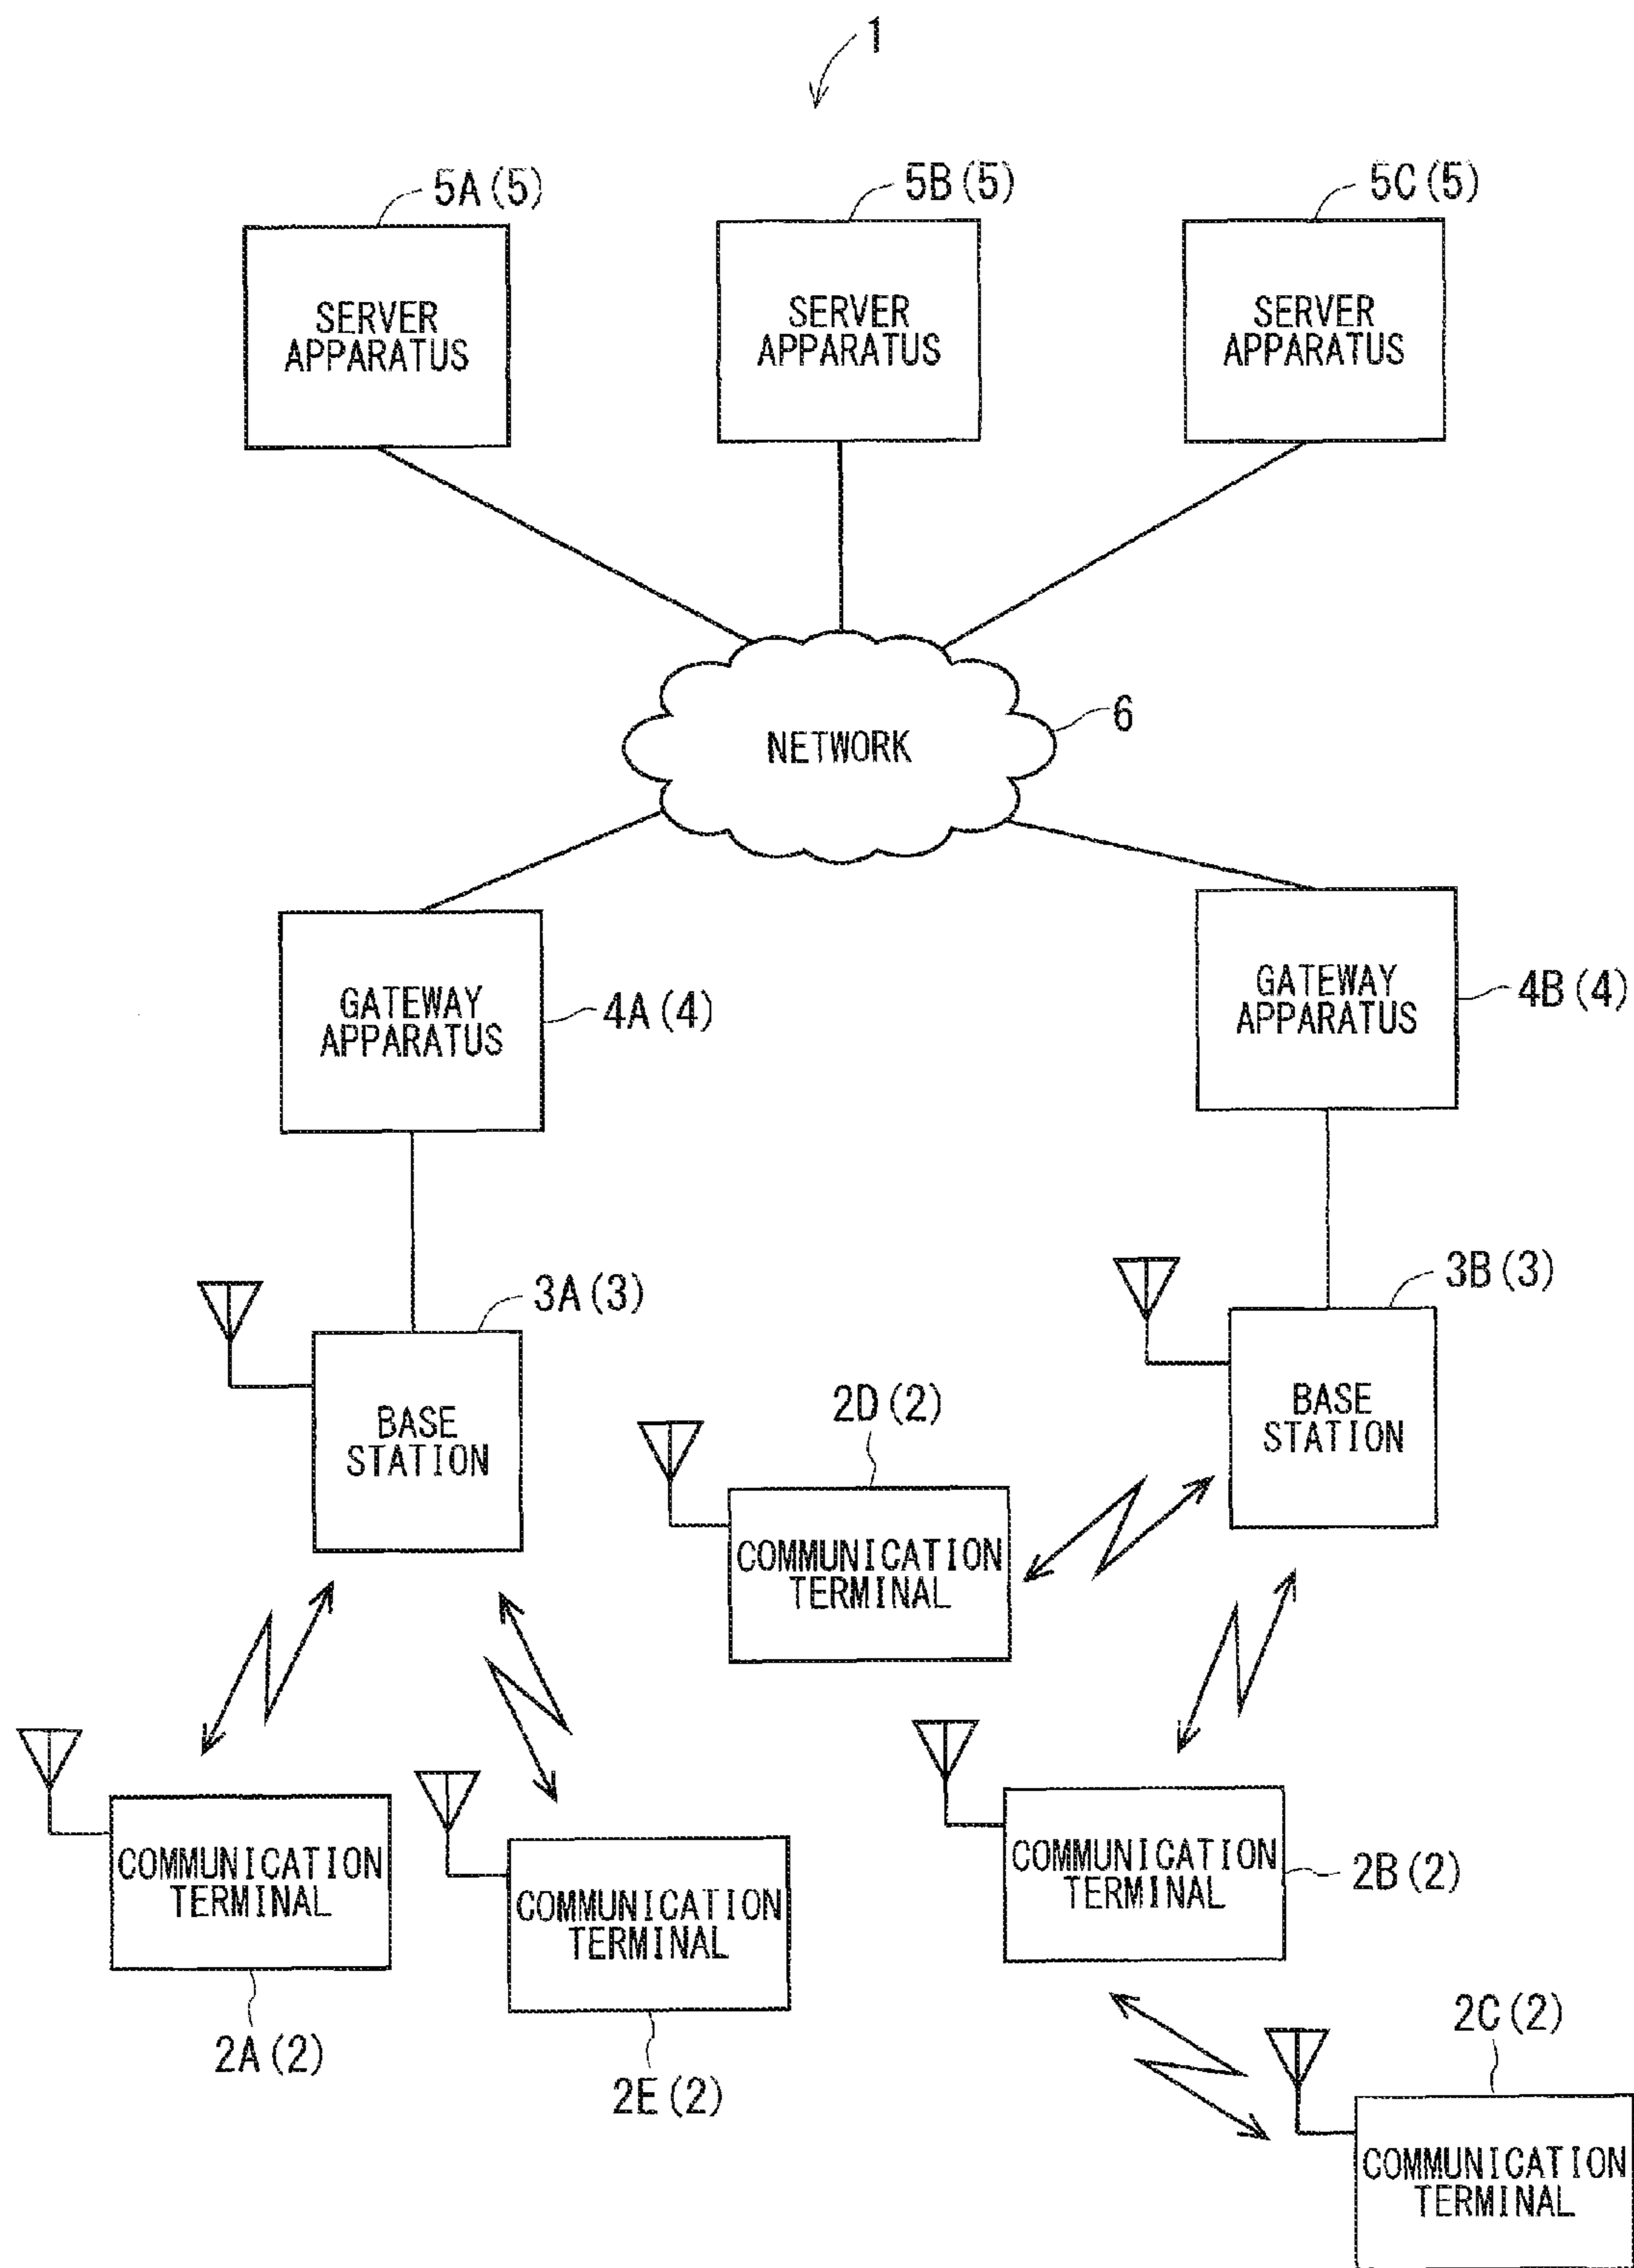 1
5A(5)
5B(5)
5C(5)
SERVER
APPARATUS
SERVER
APPARATUS
SERVER
APPARATUS
NETWORK
6
GATEWAY
APPARATUS
4A(4)
GATEWAY
APPARATUS
4B(4)
3A(3)
BASE
STATION
3B(3)
BASE
STATION
2D(2)
COMMUNICATION
TERMINAL
COMMUNICATION
TERMINAL
2A(2)
COMMUNICATION
TERMINAL
2E(2)
COMMUNICATION
TERMINAL
2B(2)
2C(2)
COMMUNICATION
TERMINAL